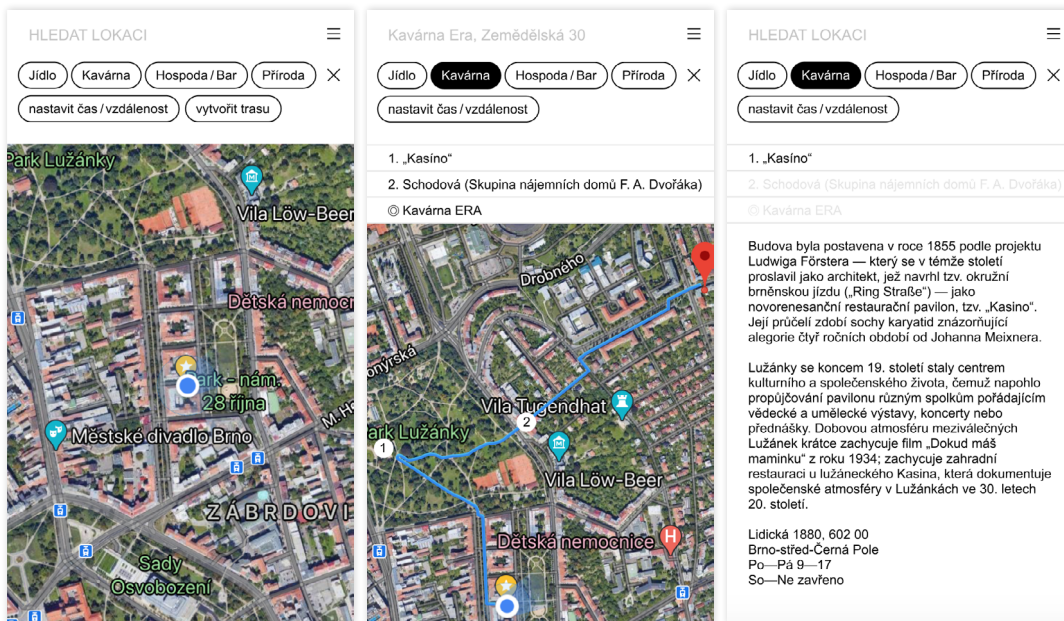 HLEDAT LOKACI
Jídlo
Kavárna
Hospoda / Bar
Příroda
nastavit čas / vzdálenost
vytvořit trasu
Park Lužánky
Vila Löw-Beer
Dětská nemocn
Park - nám.
28 října
M. Ho
Městské divadlo Brno
ZÁBRDOVI
Sady
Osvobození
Kavárna Era, Zemědělská 30
Jídlo
Kavárna
Hospoda / Bar
Příroda
nastavit čas / vzdálenost
1. „Kasíno“
2. Schodová (Skupina nájemních domů F. A. Dvořáka)
◎ Kavárna ERA
Drobného
onýrská
Vila Tugendhat
2
1
ark Lužánky
Vila Löw-Beer
Dětská nemocnice
H
HLEDAT LOKACI
Jídlo
Kavárna
Hospoda / Bar
Příroda
nastavit čas / vzdálenost
1. „Kasíno“
2. Schodová (Skupina nájemních domů F. A. Dvořáka)
◎ Kavárna ERA
Budova byla postavena v roce 1855 podle projektu
Ludwiga Förstera — který se v témže století
proslavil jako architekt, jež navrhl tzv. okružní
brněnskou jízdu („Ring Straße“) — jako
novorenesanční restaurační pavilon, tzv. „Kasino“.
Její průčelí zdobí sochy karyatid znázorňující
alegorie čtyř ročních období od Johanna Meixnera.
Lužánky se koncem 19. století staly centrem
kulturního a společenského života, čemuž napohlo
propůjčování pavilonu různým spolkům pořádajícím
vědecké a umělecké výstavy, koncerty nebo
přednášky. Dobovou atmosféru meziválečných
Lužánek krátce zachycuje film „Dokud máš
maminku“ z roku 1934; zachycuje zahradní
restauraci u lužáneckého Kasina, která dokumentuje
společenské atmosféry v Lužánkách ve 30. letech
20. století.
Lidická 1880, 602 00
Brno-střed-Černá Pole
Po—Pá 9—17
So—Ne zavřeno